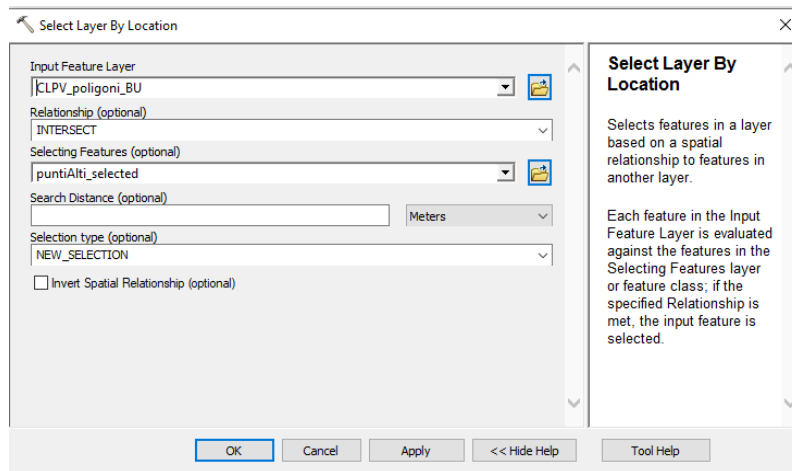 Select Layer By Location
Input Feature Layer
CLPV_poligoni_BU
Relationship (optional)
INTERSECT
Selecting Features (optional)
puntiAlti_selected
Search Distance (optional)
Meters
Selection type (optional)
NEW_SELECTION
Invert Spatial Relationship (optional)
Select Layer By
Location
Selects features in a layer
based on a spatial
relationship to features in
another layer.
Each feature in the Input
Feature Layer is evaluated
against the features in the
Selecting Features layer
or feature class; if the
specified Relationship is
met, the input feature is
selected.
OK
Cancel
Apply
<< Hide Help
Tool Help